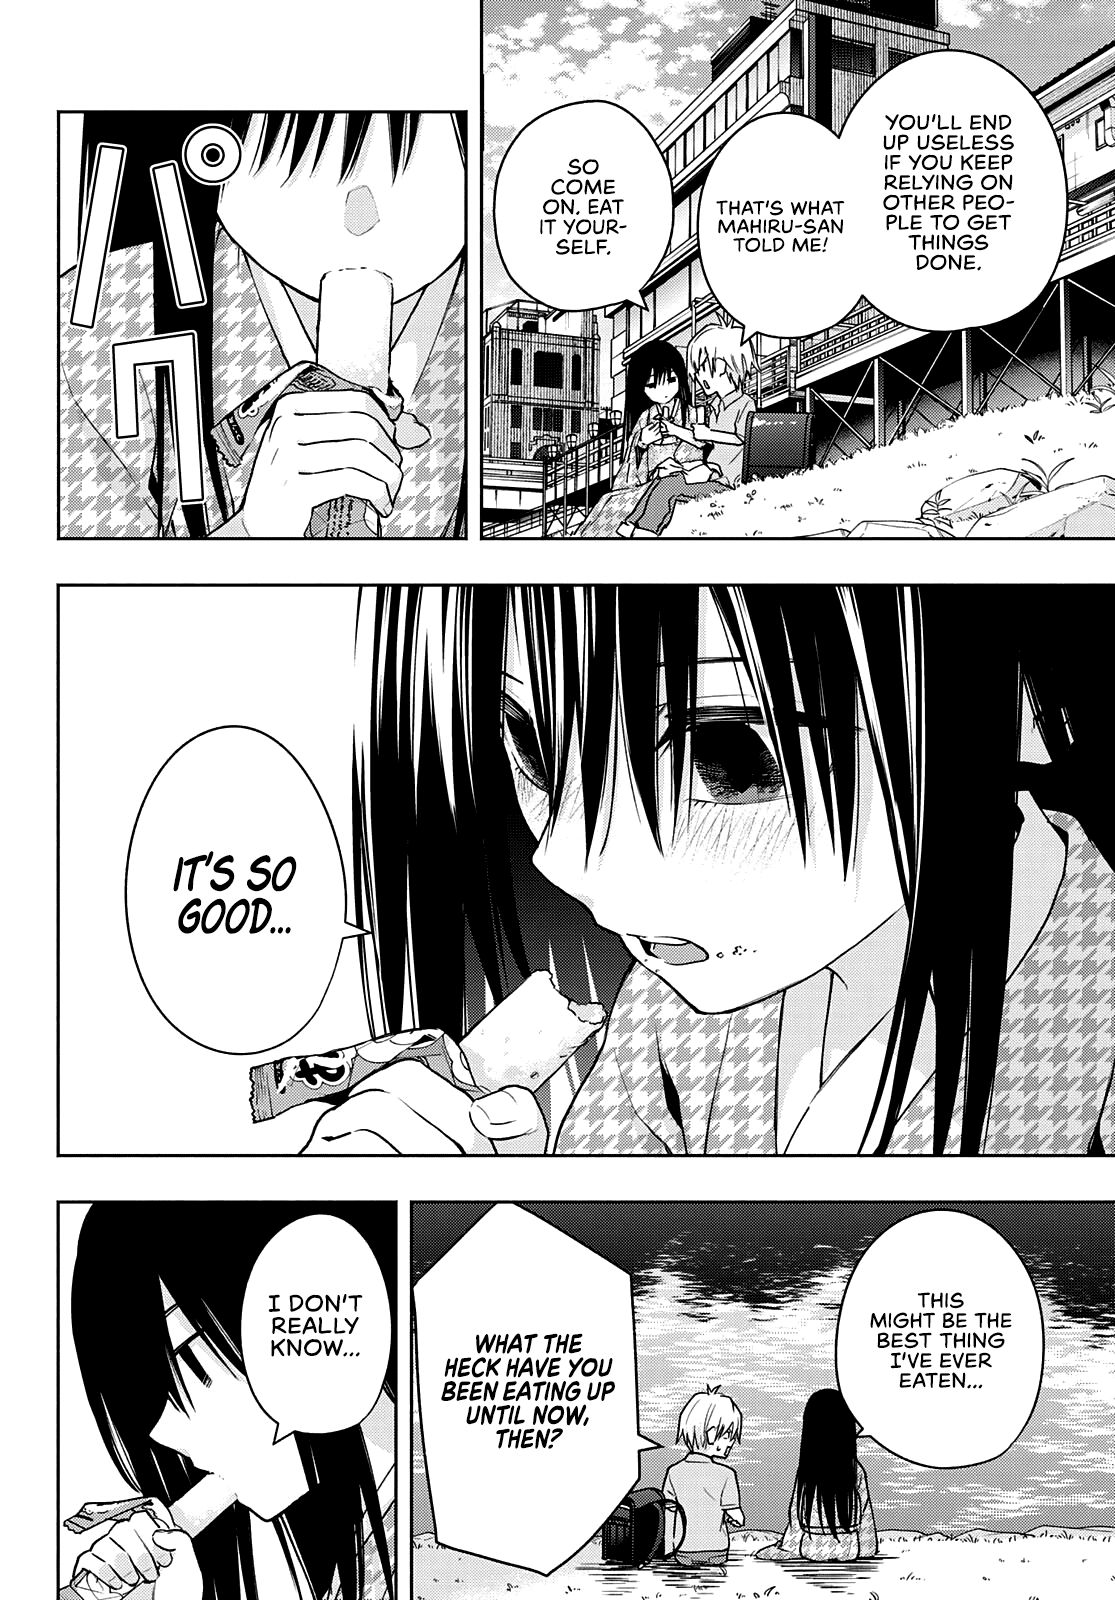 YOU'LL END
UP USELESS
IF YOU KEEP
RELYING ON
OTHER PEO-
PLE TO GET
THINGS
DONE.
THAT'S WHAT
MAHIRU-SAN
TOLD ME!
SO
COME
ON, EAT
IT YOUR-
SELF.
IT'S SO
GOOD...
THIS
MIGHT BE THE
BEST THING
I'VE EVER
EATEN...
WHAT THE
HECK HAVE YOU
BEEN EATING UP
UNTIL NOW,
THEN?
I DON'T
REALLY
KNOW...